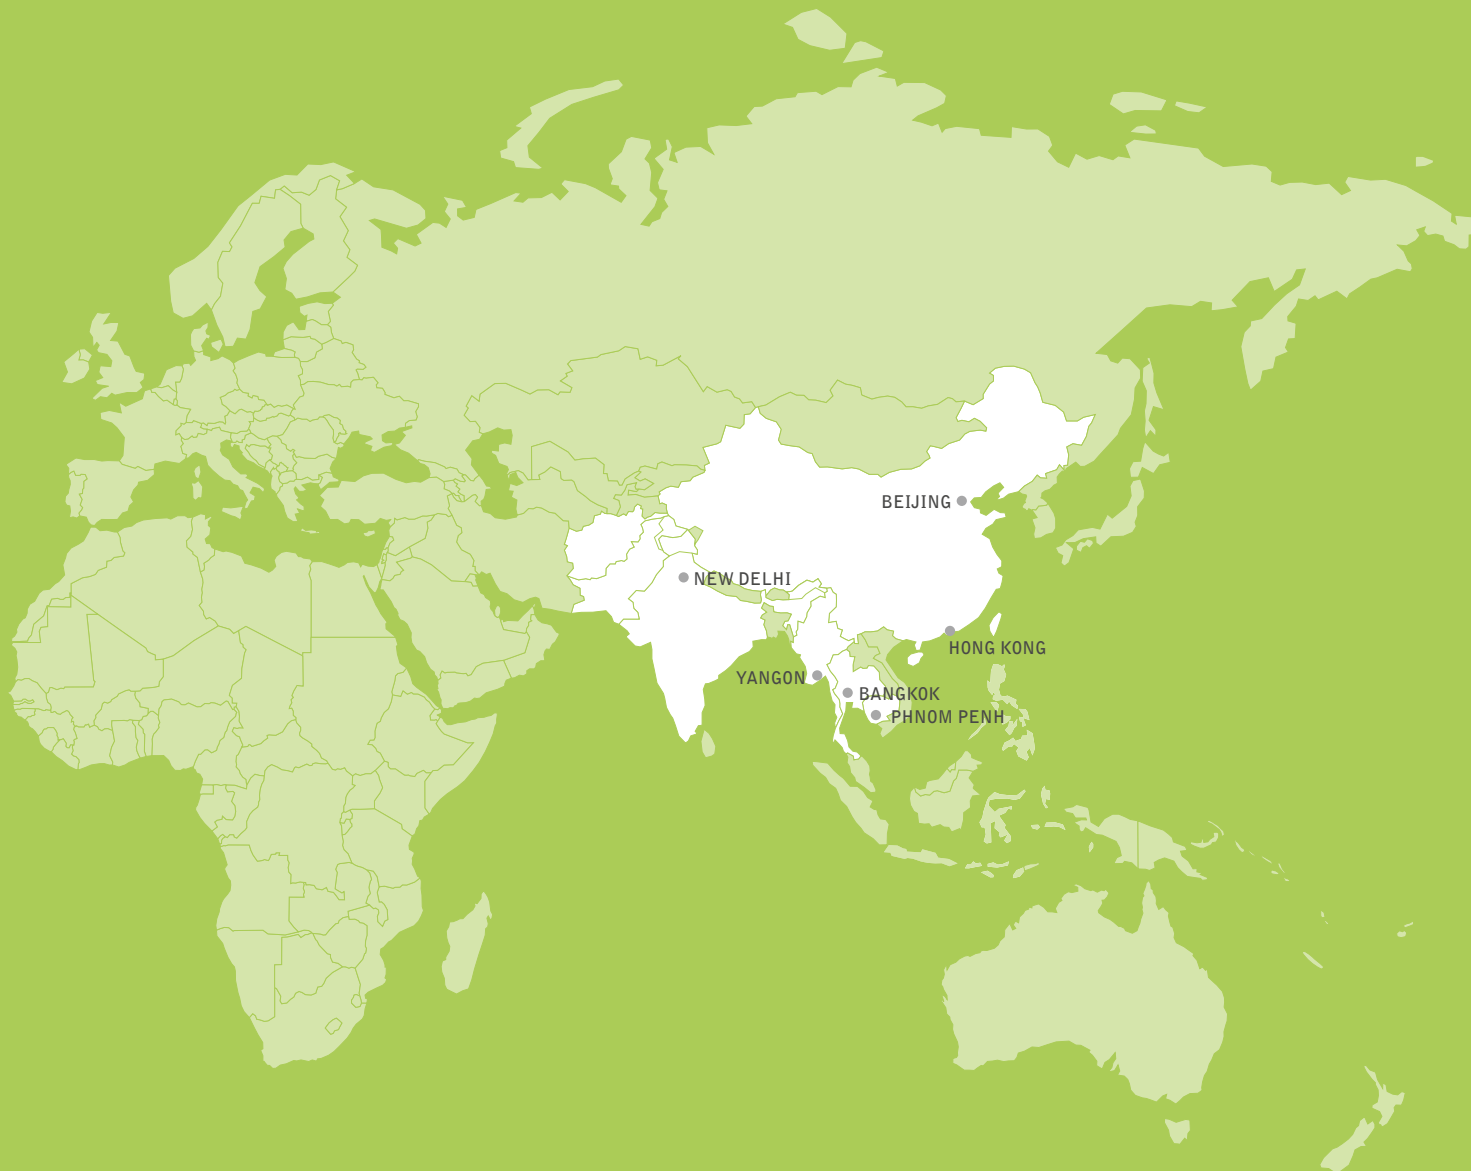 BEIJING
NEW DELHI
HONG KONG
YANGON
BANGKOK
PHNOM PENH